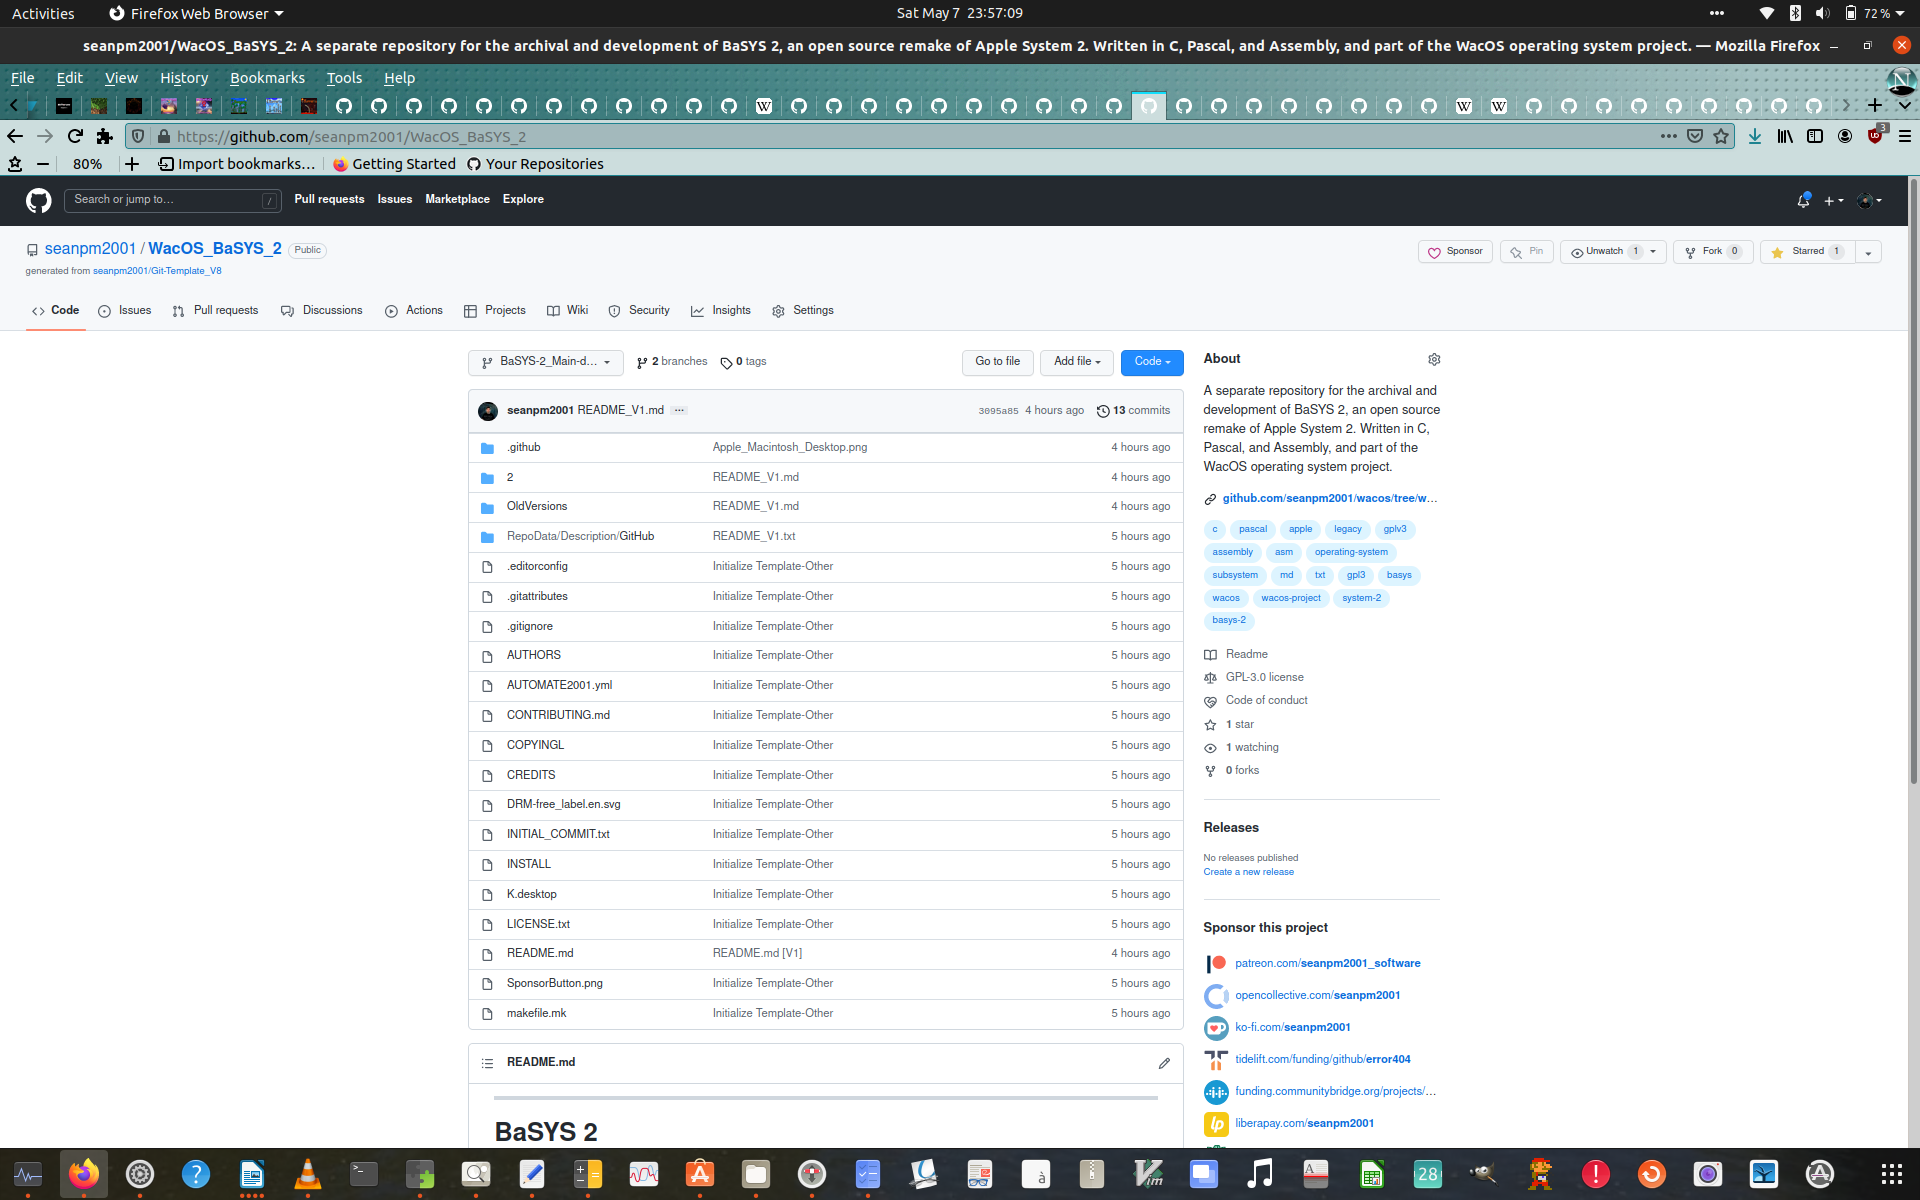 Activities
Firefox Web Browser
Sat May 7 23:57:09
72 %
seanpm2001/WacOS_BaSYS_2: A separate repository for the archival and development of BaSYS 2, an open source remake of Apple System 2. Written in C, Pascal, and Assembly, and part of the WacOS operating system project. — Mozilla Firefox
File Edit View History Bookmarks Tools Help
https://github.com/seanpm2001/WacOS_BaSYS_2
3
80%
Import bookmarks...
Getting Started
Your Repositories
Search or jump to...
/
Pull requests Issues Marketplace Explore
seanpm2001 / WacOS_BaSYS_2 Public
generated from seanpm2001/Git-Template_V8
Sponsor
Pin
Unwatch 1
Fork 0
Starred 1
Code Issues Pull requests Discussions Actions Projects Wiki Security Insights Settings
BaSYS-2_Main-d...
2 branches
0 tags
Go to file
Add file
Code
seanpm2001 README_V1.md ...
3095a85 4 hours ago 13 commits
.github Apple_Macintosh_Desktop.png 4 hours ago
2 README_V1.md 4 hours ago
OldVersions README_V1.md 4 hours ago
RepoData/Description/GitHub README_V1.txt 5 hours ago
.editorconfig Initialize Template-Other 5 hours ago
.gitattributes Initialize Template-Other 5 hours ago
.gitignore Initialize Template-Other 5 hours ago
AUTHORS Initialize Template-Other 5 hours ago
AUTOMATE2001.yml Initialize Template-Other 5 hours ago
CONTRIBUTING.md Initialize Template-Other 5 hours ago
COPYINGL Initialize Template-Other 5 hours ago
CREDITS Initialize Template-Other 5 hours ago
DRM-free_label.en.svg Initialize Template-Other 5 hours ago
INITIAL_COMMIT.txt Initialize Template-Other 5 hours ago
INSTALL Initialize Template-Other 5 hours ago
K.desktop Initialize Template-Other 5 hours ago
LICENSE.txt Initialize Template-Other 5 hours ago
README.md README.md [V1] 4 hours ago
SponsorButton.png Initialize Template-Other 5 hours ago
makefile.mk Initialize Template-Other 5 hours ago
README.md
BaSYS 2
About
A separate repository for the archival and
development of BaSYS 2, an open source
remake of Apple System 2. Written in C,
Pascal, and Assembly, and part of the
WacOS operating system project.
github.com/seanpm2001/wacos/tree/w...
c pascal apple legacy gplv3
assembly asm operating-system
subsystem md txt gpl3 basys
wacos wacos-project system-2
basys-2
Readme
GPL-3.0 license
Code of conduct
1 star
1 watching
0 forks
Releases
No releases published
Create a new release
Sponsor this project
patreon.com/seanpm2001_software
opencollective.com/seanpm2001
ko-fi.com/seanpm2001
tidelift.com/funding/github/error404
funding.communitybridge.org/projects/...
liberapay.com/seanpm2001
28